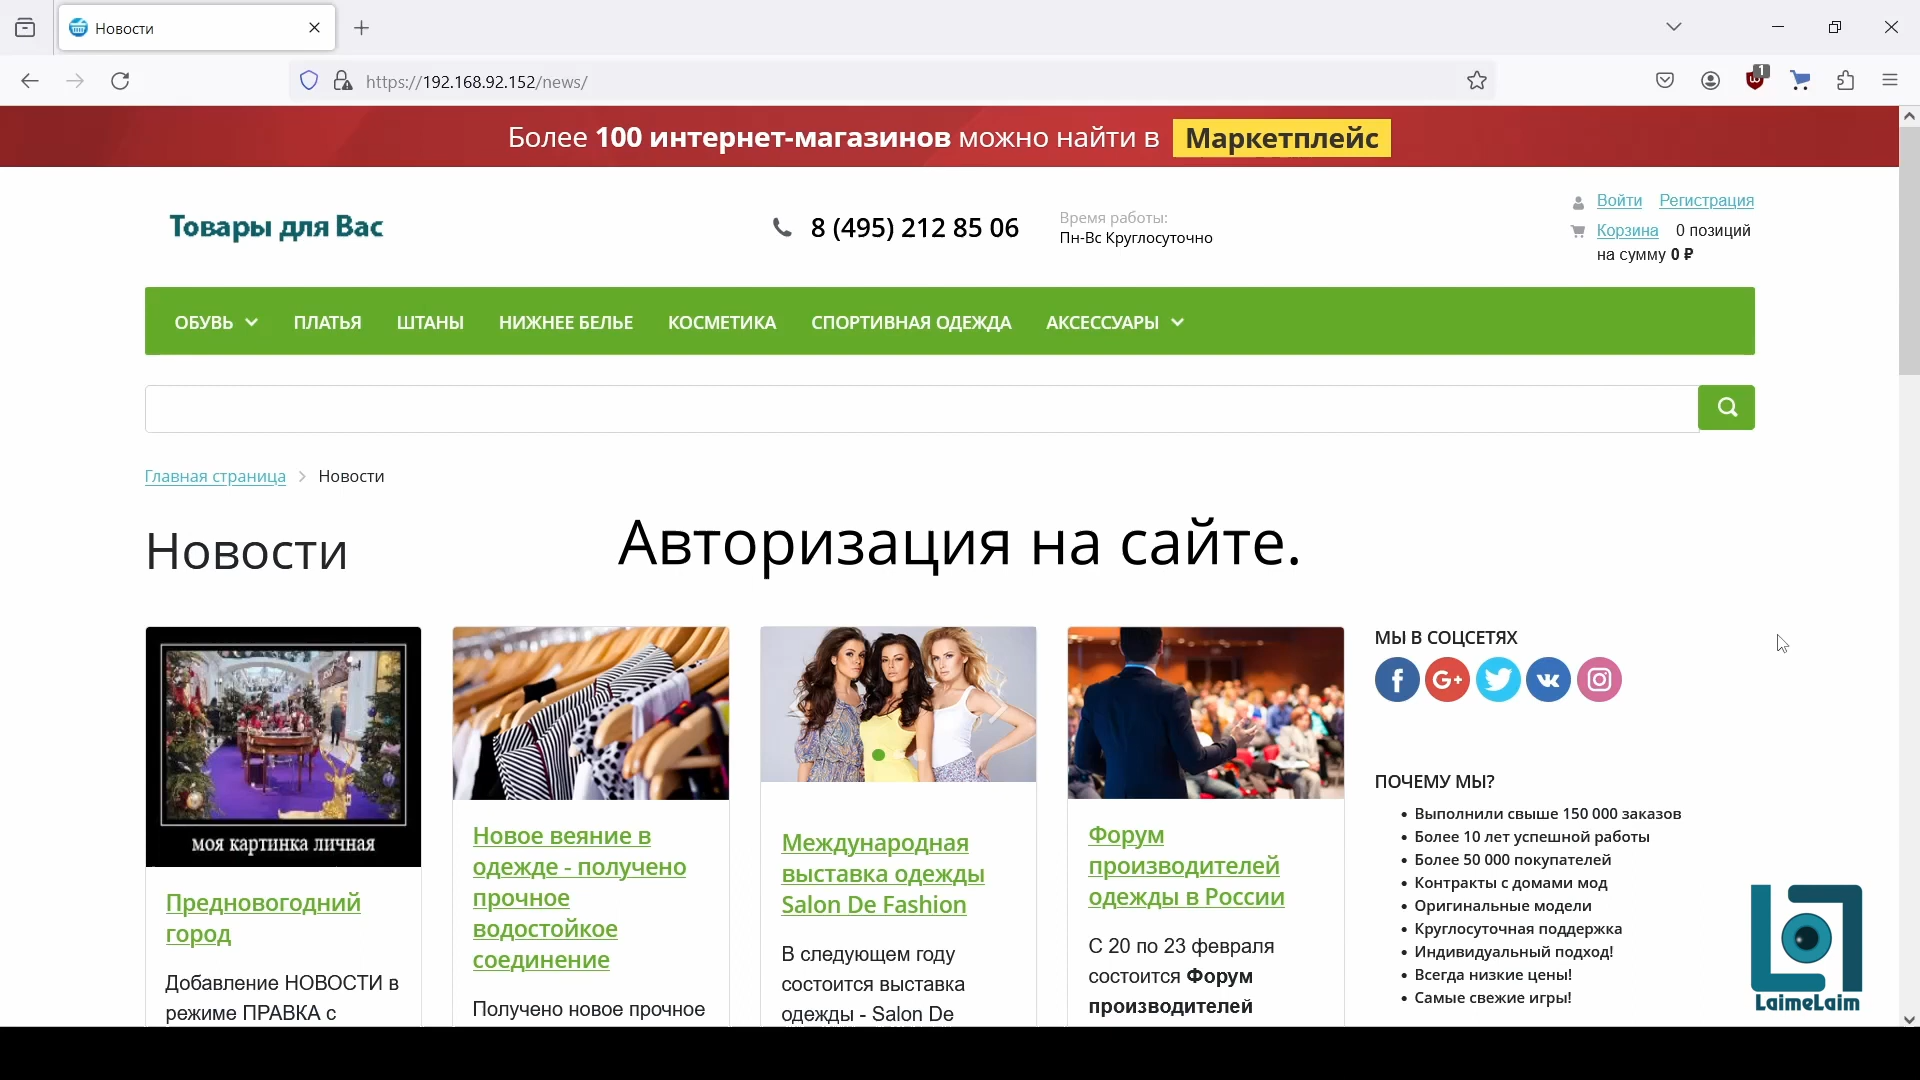 Новости
https://192.168.92.152/news/
1
Более 100 интернет-магазинов можно найти в Маркетплейс
Товары для Вас
8 (495) 212 85 06
Время работы:
Пн-Вс Круглосуточно
Войти Регистрация
Корзина 0 позиций
на сумму 0 ₽
ОБУВЬ ПЛАТЬЯ ШТАНЫ НИЖНЕЕ БЕЛЬЕ КОСМЕТИКА СПОРТИВНАЯ ОДЕЖДА АКСЕССУАРЫ
Главная страница > Новости
Новости
Авторизация на сайте.
моя картинка личная
Предновогодний
город
Добавление НОВОСТИ в
режиме ПРАВКА с
Новое веяние в
одежде - получено
прочное
водостойкое
соединение
Получено новое прочное
Международная
выставка одежды
Salon De Fashion
В следующем году
состоится выставка
одежды - Salon De
Форум
производителей
одежды в России
С 20 по 23 февраля
состоится Форум
производителей
МЫ В СОЦСЕТЯХ
ПОЧЕМУ МЫ?
• Выполнили свыше 150 000 заказов
• Более 10 лет успешной работы
• Более 50 000 покупателей
• Контракты с домами мод
• Оригинальные модели
• Круглосуточная поддержка
• Индивидуальный подход!
• Всегда низкие цены!
• Самые свежие игры!
LaimeLaim